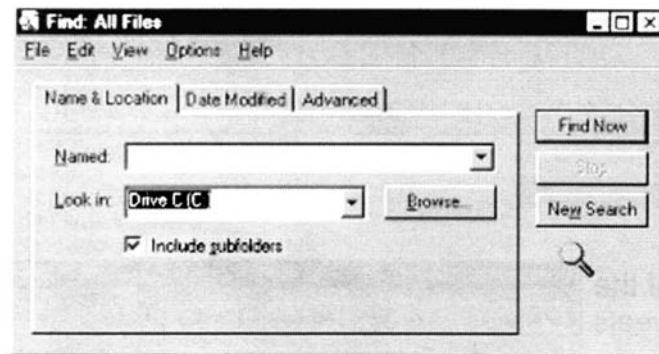 Find: All Files
File Edit View Options Help
Name & Location Date Modified Advanced
Find Now
Named:
Stop
Look in: Drive C (C:
Browse...
New Search
Include subfolders